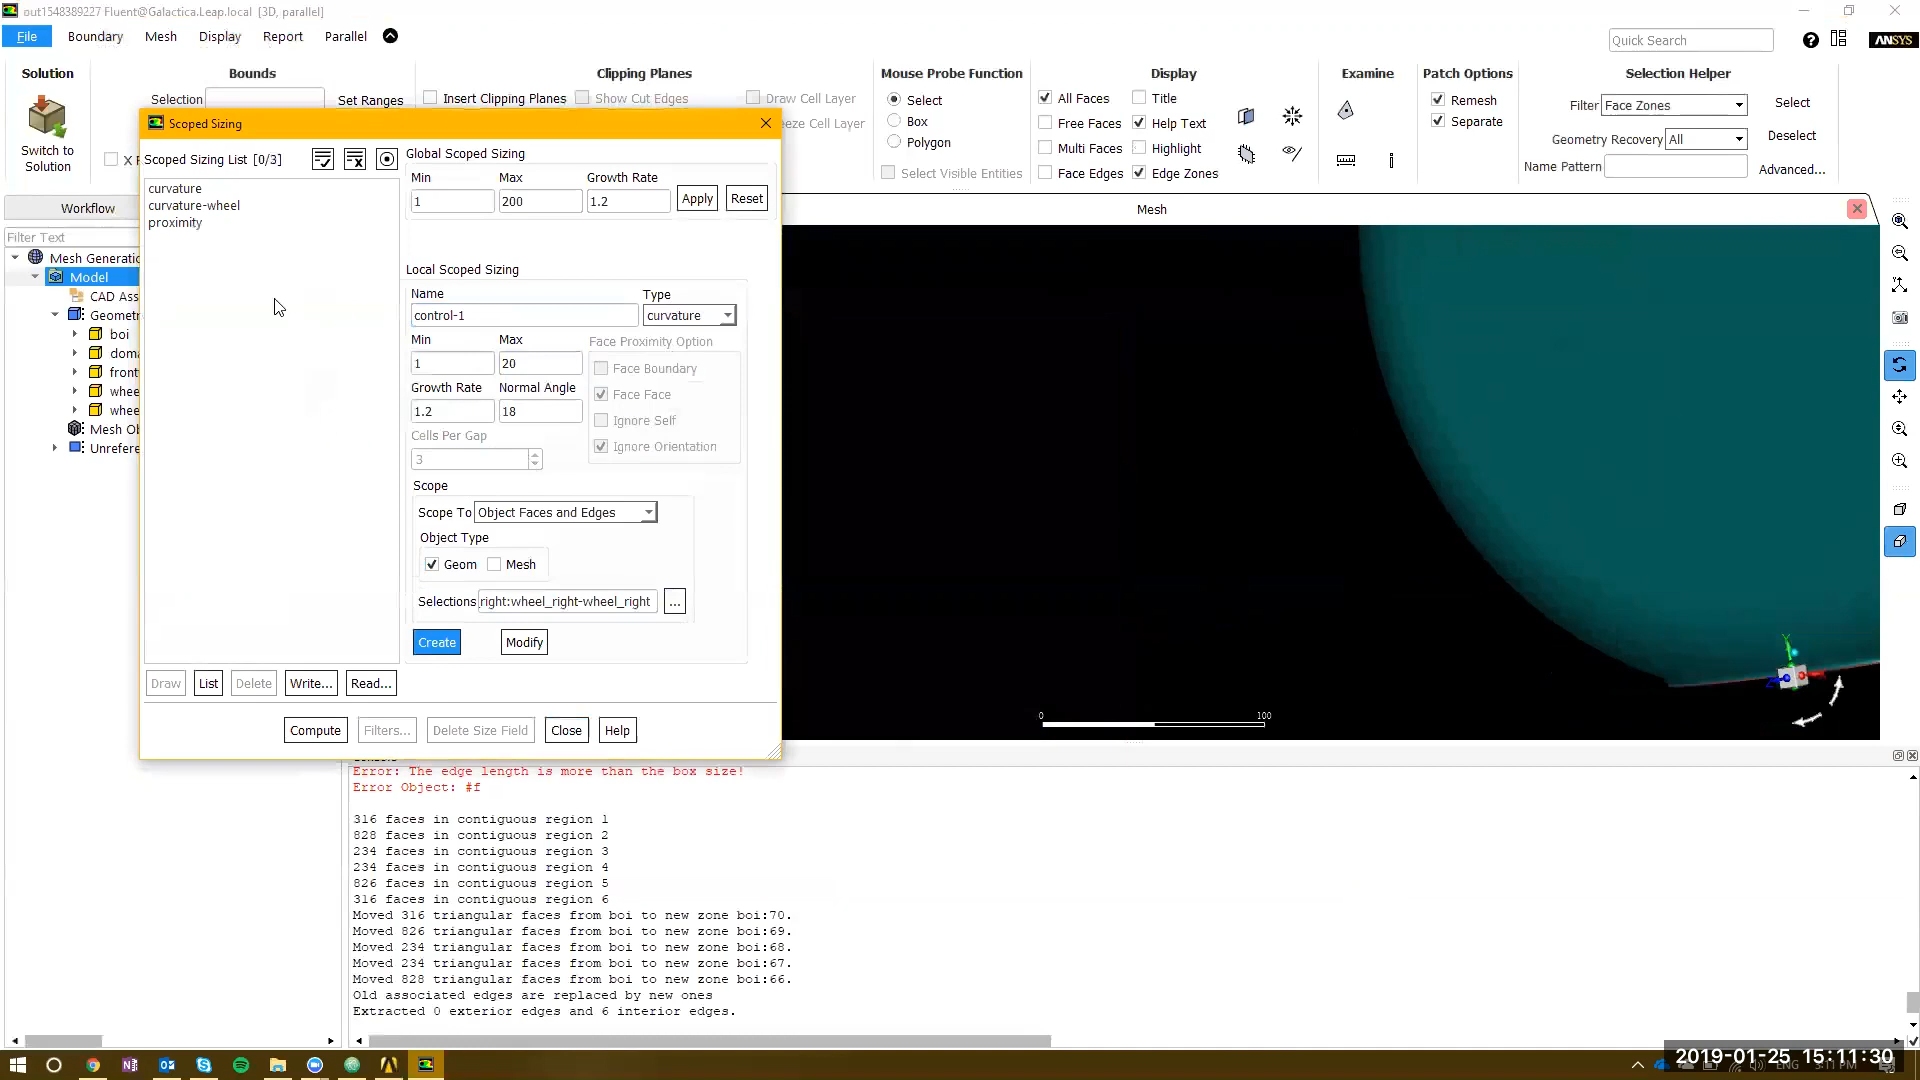 out1548389227 Fluent@Galactica.Leap.local [3D, parallel]
File Boundary Mesh Display Report Parallel
Quick Search
ANSYS
Solution
Bounds
Clipping Planes
Mouse Probe Function
Display
Examine
Patch Options
Selection Helper
Switch to
Solution
Selection
Set Ranges
Insert Clipping Planes
Show Cut Edges
Draw Cell Layer
Freeze Cell Layer
Select
Box
Polygon
Select Visible Entities
All Faces
Free Faces
Multi Faces
Face Edges
Title
Help Text
Highlight
Edge Zones
Remesh
Separate
Filter Face Zones
Geometry Recovery All
Name Pattern
Select
Deselect
Advanced...
Scoped Sizing
Scoped Sizing List [0/3]
curvature
curvature-wheel
proximity
Global Scoped Sizing
Min Max Growth Rate
1 200 1.2 Apply Reset
Local Scoped Sizing
Name Type
control-1 curvature
Min Max Face Proximity Option
1 20
Face Boundary
Growth Rate Normal Angle Face Face
1.2 18
Ignore Self
Cells Per Gap
Ignore Orientation
3
Scope
Scope To Object Faces and Edges
Object Type
Geom Mesh
Selections right:wheel_right-wheel_right ...
Create Modify
Draw List Delete Write... Read...
Compute Filters... Delete Size Field Close Help
Workflow
Filter Text
Mesh Generatio
Model
CAD Ass
Geometr
boi
doma
front
whee
whee
Mesh Ob
Unrefere
Mesh
0 100
Error: The edge length is more than the box size!
Error Object: #f
316 faces in contiguous region 1
828 faces in contiguous region 2
234 faces in contiguous region 3
234 faces in contiguous region 4
826 faces in contiguous region 5
316 faces in contiguous region 6
Moved 316 triangular faces from boi to new zone boi:70.
Moved 826 triangular faces from boi to new zone boi:69.
Moved 234 triangular faces from boi to new zone boi:68.
Moved 234 triangular faces from boi to new zone boi:67.
Moved 828 triangular faces from boi to new zone boi:66.
Old associated edges are replaced by new ones
Extracted 0 exterior edges and 6 interior edges.
2019-01-25 15:11:30